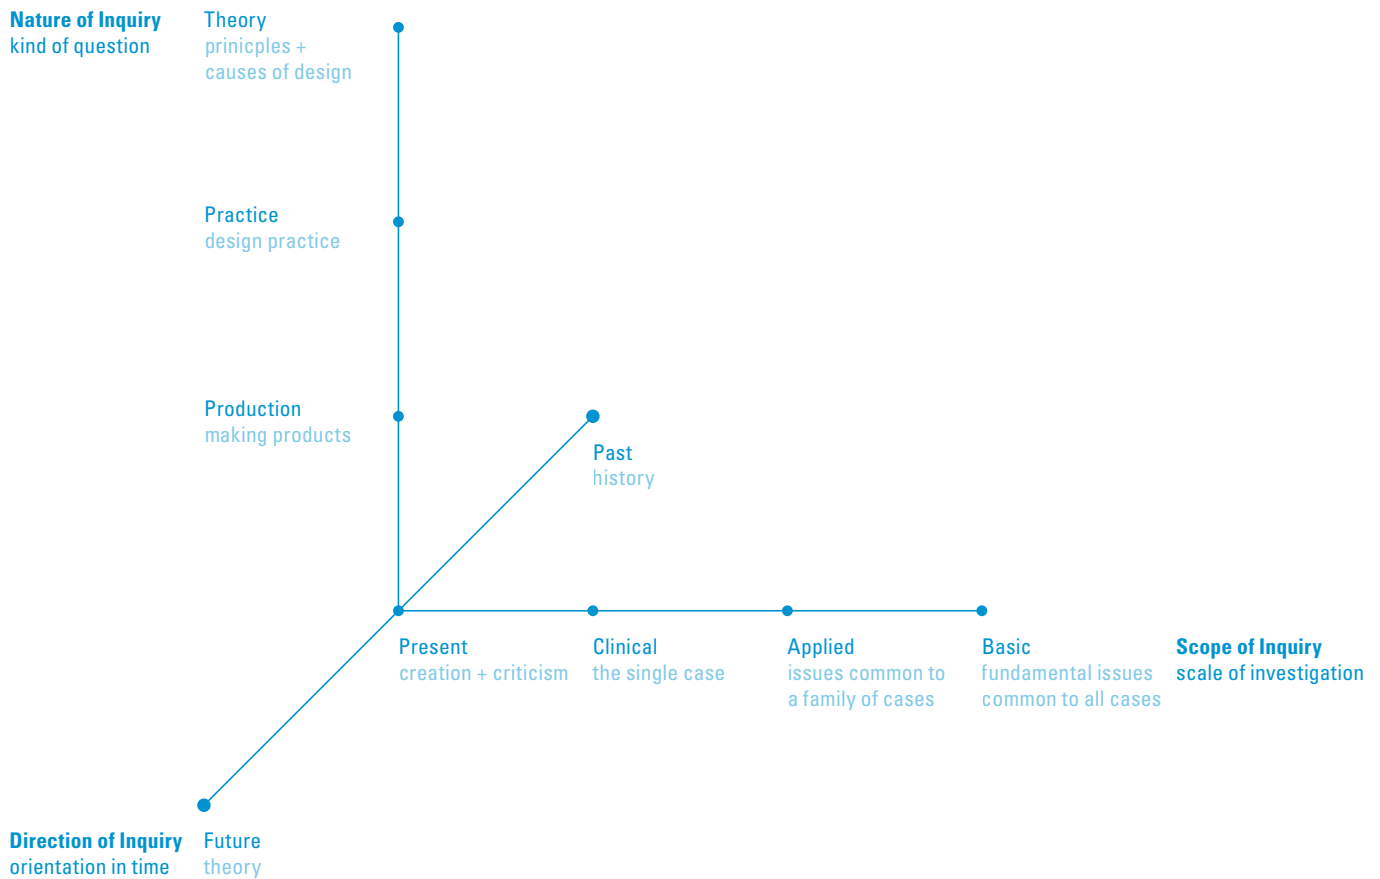 Nature of Inquiry
kind of question
Theory
prinicples +
causes of design
Practice
design practice
Production
making products
Past
history
Present
creation + criticism
Clinical
the single case
Applied
issues common to
a family of cases
Basic
fundamental issues
common to all cases
Scope of Inquiry
scale of investigation
Direction of Inquiry
orientation in time
Future
theory